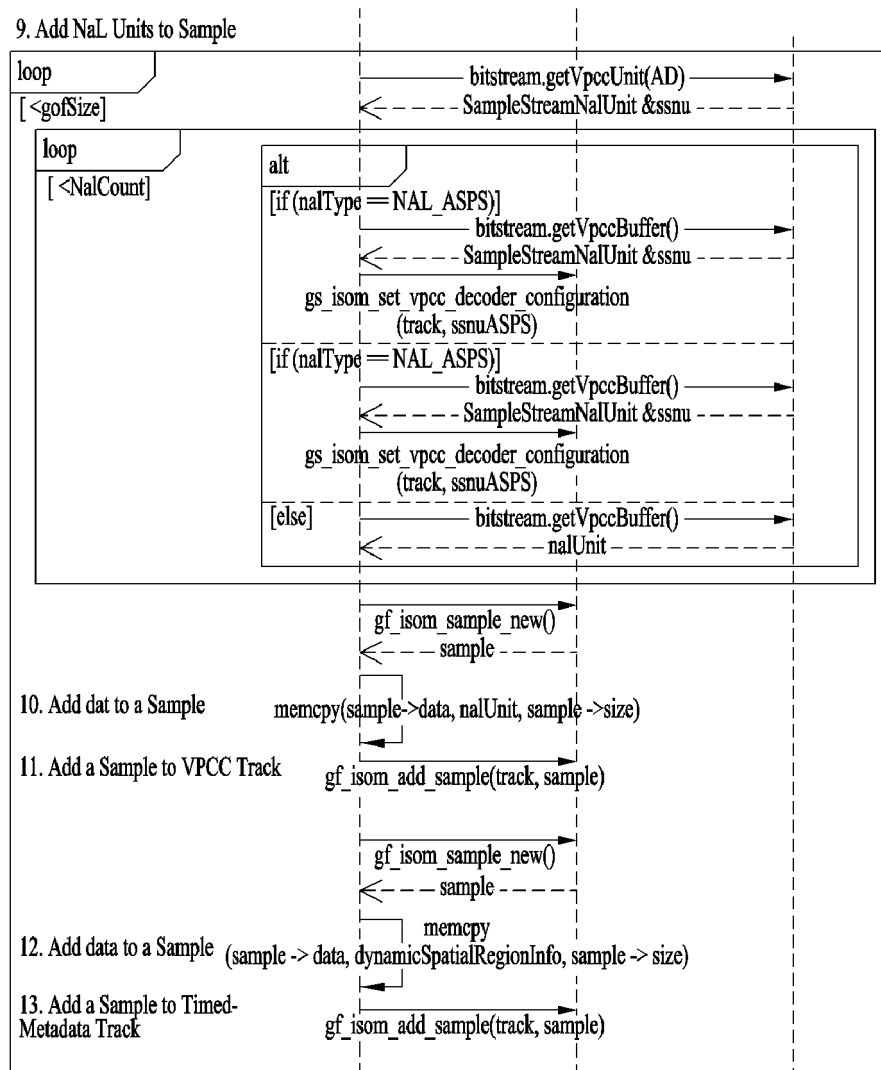 9. Add NaL Units to Sample
loop
[ <gofSize]
bitstream.getVpccUnit(AD)
SampleStreamNalUnit &ssnu
loop
[ <NalCount]
alt
[if (nalType == NAL_ASPS)]
bitstream.getVpccBuffer()
SampleStreamNalUnit &ssnu
gs_isom_set_vpcc_decoder_configuration
(track, ssnuASPS)
[if (nalType == NAL_ASPS)]
bitstream.getVpccBuffer()
SampleStreamNalUnit &ssnu
gs_isom_set_vpcc_decoder_configuration
(track, ssnuASPS)
[else]
bitstream.getVpccBuffer()
nalUnit
gf_isom_sample_new()
sample
10. Add dat to a Sample
memcpy(sample->data, nalUnit, sample ->size)
11. Add a Sample to VPCC Track
gf_isom_add_sample(track, sample)
gf_isom_sample_new()
sample
memcpy
12. Add data to a Sample
(sample -> data, dynamicSpatialRegionInfo, sample -> size)
13. Add a Sample to Timed-
Metadata Track
gf_isom_add_sample(track, sample)